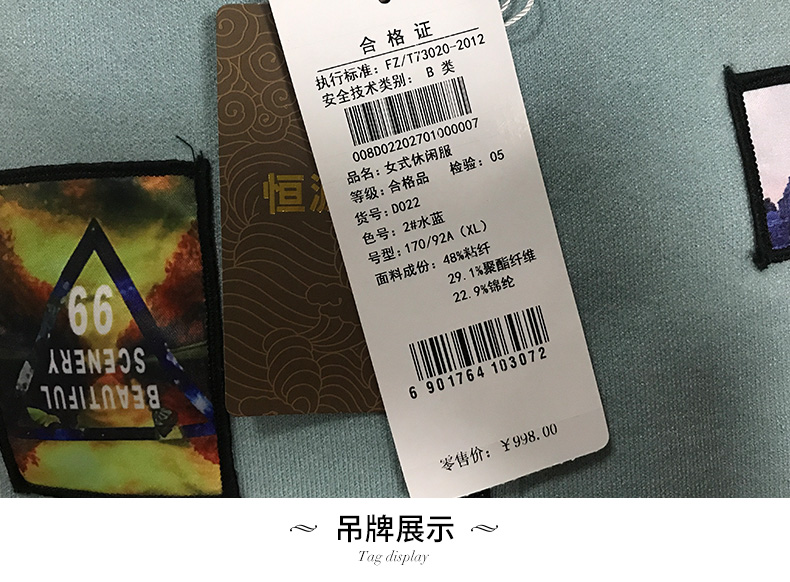 合格证
执行标准：FZ/T73020-2012
安全技术类别：B 类
008D02202701000007
品名：女式休闲服
等级：合格品 检验：05
货号：D022
色号：2#水蓝
号型：170/92A（XL）
面料成份：48%粘纤
29.1%聚酯纤维
22.9%锦纶
6 901764 103072
零售价：￥998.00
恒源
99
BEAUTIFUL
SCENERY
吊牌展示
Tag display